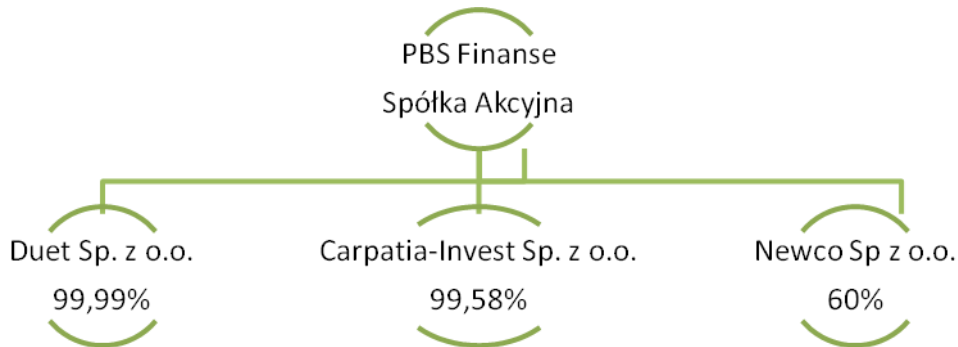 PBS Finanse
Spółka Akcyjna
Duet Sp. z o.o.
99,99%
Carpatia-Invest Sp. z o.o.
99,58%
Newco Sp z o.o.
60%